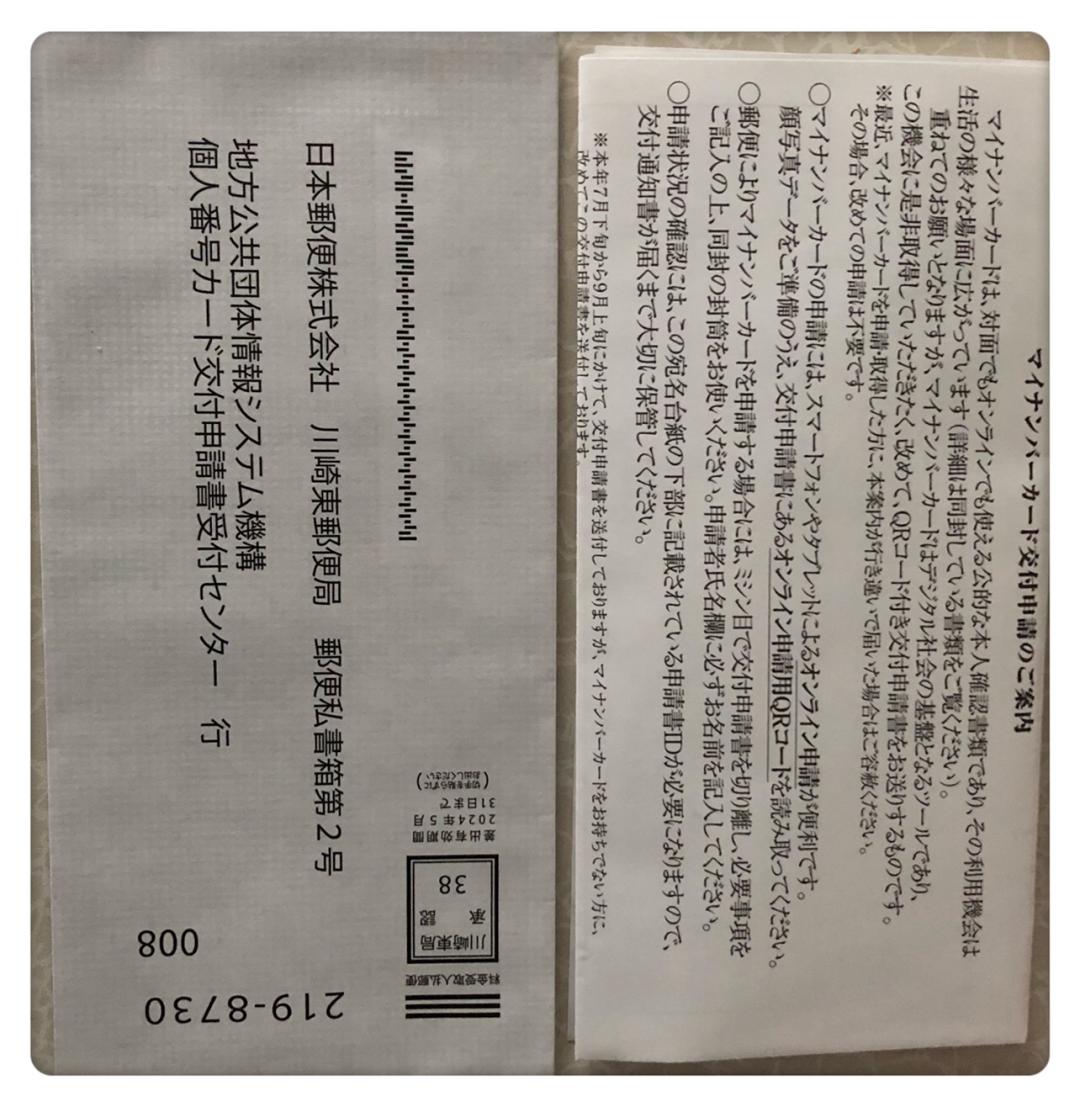 マイナンバーカード交付申請のご案内
マイナンバーカードは、対面でもオンラインでも使える公的な本人確認書類であり、その利用機会は
生活の様々な場面に広がっています(詳細は同封している書類をご覧ください)。
重ねてのお願いとなりますが、マイナンバーカードはデジタル社会の基盤となるツールであり、
この機会に是非取得していただきたく、改めて、QRコード付き交付申請書をお送りするものです。
※最近、マイナンバーカードを申請・取得した方に、本案内が行き違いで届いた場合はご容赦ください。
その場合、改めての申請は不要です。
○マイナンバーカードの申請には、スマートフォンやタブレットによるオンライン申請が便利です。
顔写真データをご準備のうえ、交付申請書にあるオンライン申請用QRコードを読み取ってください。
○郵便によりマイナンバーカードを申請する場合には、ミシン目で交付申請書を切り離し、必要事項を
ご記入の上、同封の封筒をお使いください。申請者氏名欄に必ずお名前を記入してください。
○申請状況の確認には、この宛名台紙の下部に記載されている申請書IDが必要になりますので、
交付通知書が届くまで大切に保管してください。
※本年7月下旬から9月上旬にかけて、交付申請書を送付しておりますが、マイナンバーカードをお持ちでない方に、
改めてこの交付申請書を送付しております。
料金受取人払郵便
川崎東局
承認
38
差出有効期間
2024年5月
31日まで
(切手を貼らずに
お出しください)
219-8730
008
日本郵便株式会社 川崎東郵便局 郵便私書箱第2号
地方公共団体情報システム機構
個人番号カード交付申請書受付センター 行